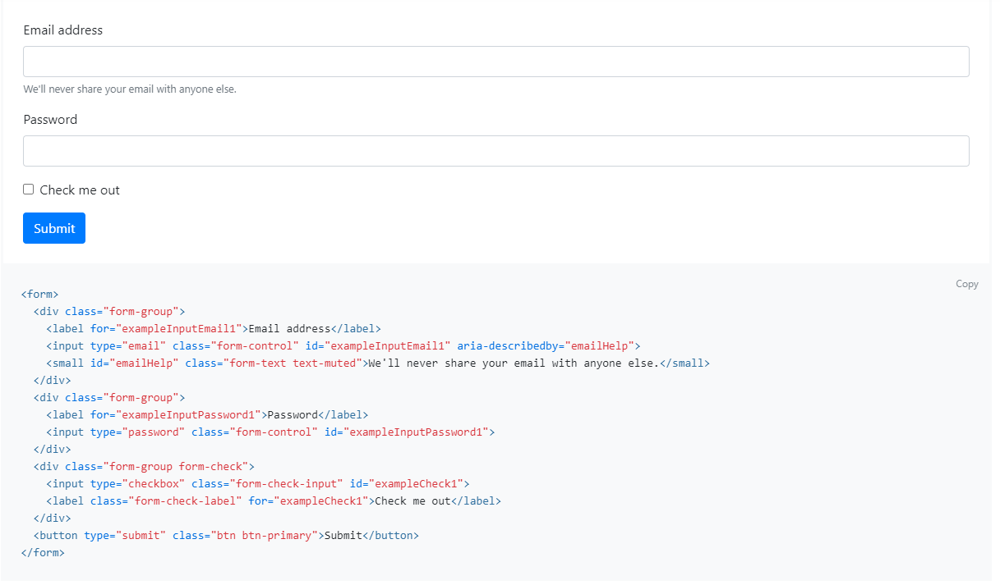 Email address
We'll never share your email with anyone else.
Password
Check me out
Submit
Copy
<form>
  <div class="form-group">
    <label for="exampleInputEmail1">Email address</label>
    <input type="email" class="form-control" id="exampleInputEmail1" aria-describedby="emailHelp">
    <small id="emailHelp" class="form-text text-muted">We'll never share your email with anyone else.</small>
  </div>
  <div class="form-group">
    <label for="exampleInputPassword1">Password</label>
    <input type="password" class="form-control" id="exampleInputPassword1">
  </div>
  <div class="form-group form-check">
    <input type="checkbox" class="form-check-input" id="exampleCheck1">
    <label class="form-check-label" for="exampleCheck1">Check me out</label>
  </div>
  <button type="submit" class="btn btn-primary">Submit</button>
</form>